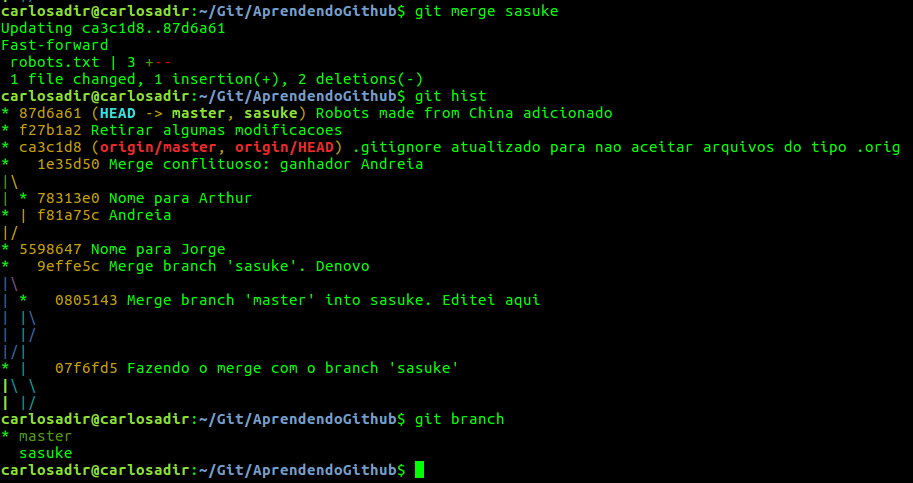 carlosadir@carlosadir:~/Git/AprendendoGithub$ git merge sasuke
Updating ca3c1d8..87d6a61
Fast-forward
 robots.txt | 3 +--
 1 file changed, 1 insertion(+), 2 deletions(-)
carlosadir@carlosadir:~/Git/AprendendoGithub$ git hist
* 87d6a61 (HEAD -> master, sasuke) Robots made from China adicionado
* f27b1a2 Retirar algumas modificacoes
* ca3c1d8 (origin/master, origin/HEAD) .gitignore atualizado para nao aceitar arquivos do tipo .orig
*   1e35d50 Merge conflituoso: ganhador Andreia
|\
| * 78313e0 Nome para Arthur
* | f81a75c Andreia
|/
* 5598647 Nome para Jorge
*   9effe5c Merge branch 'sasuke'. Denovo
|\
| *   0805143 Merge branch 'master' into sasuke. Editei aqui
| |\
| |/
|/|
* |   07f6fd5 Fazendo o merge com o branch 'sasuke'
|\ \
| |/
carlosadir@carlosadir:~/Git/AprendendoGithub$ git branch
* master
  sasuke
carlosadir@carlosadir:~/Git/AprendendoGithub$